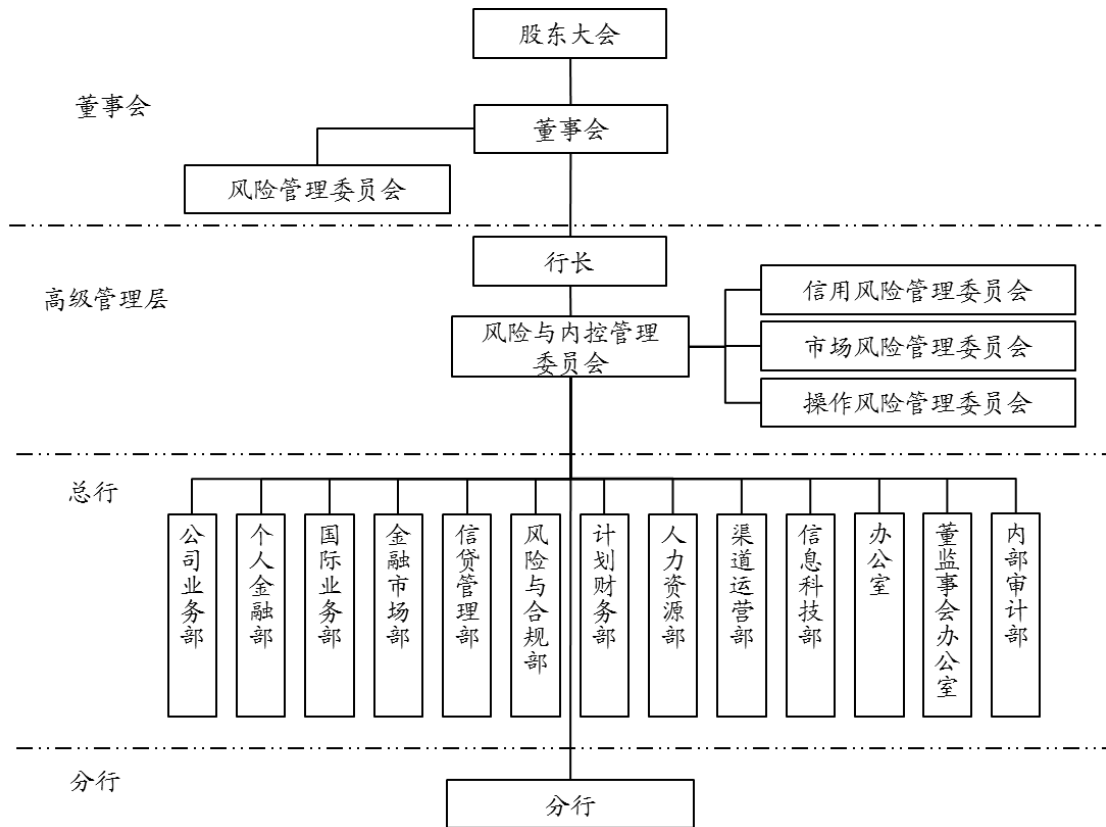 股东大会
董事会
董事会
风险管理委员会
行长
高级管理层
信用风险管理委员会
风险与内控管理
委员会
市场风险管理委员会
操作风险管理委员会
总行
公司业务部
个人金融部
国际业务部
金融市场部
信贷管理部
风险与合规部
计划财务部
人力资源部
渠道运营部
信息科技部
办公室
董监事会办公室
内部审计部
分行
分行